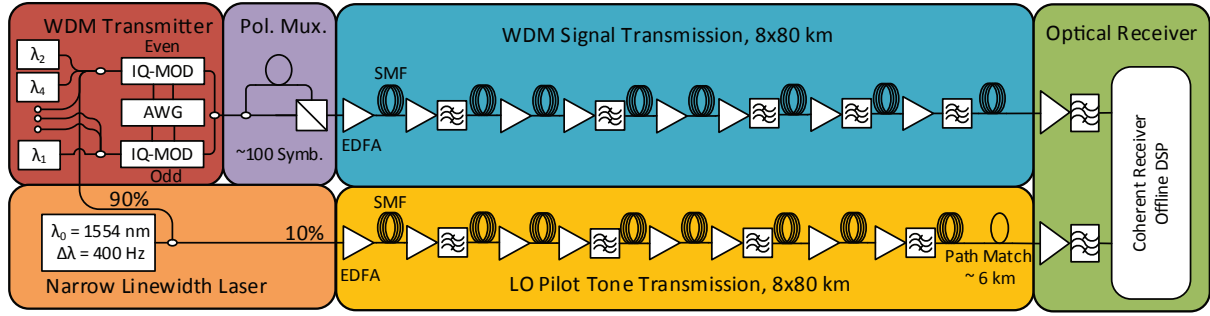 WDM Transmitter
Even
λ2
λ4
λ1
IQ-MOD
AWG
IQ-MOD
Odd
Pol. Mux.
~100 Symb.
WDM Signal Transmission, 8x80 km
SMF
EDFA
Optical Receiver
Coherent Receiver
Offline DSP
90%
λ0 = 1554 nm
Δλ = 400 Hz
10%
Narrow Linewidth Laser
SMF
EDFA
Path Match
~ 6 km
LO Pilot Tone Transmission, 8x80 km